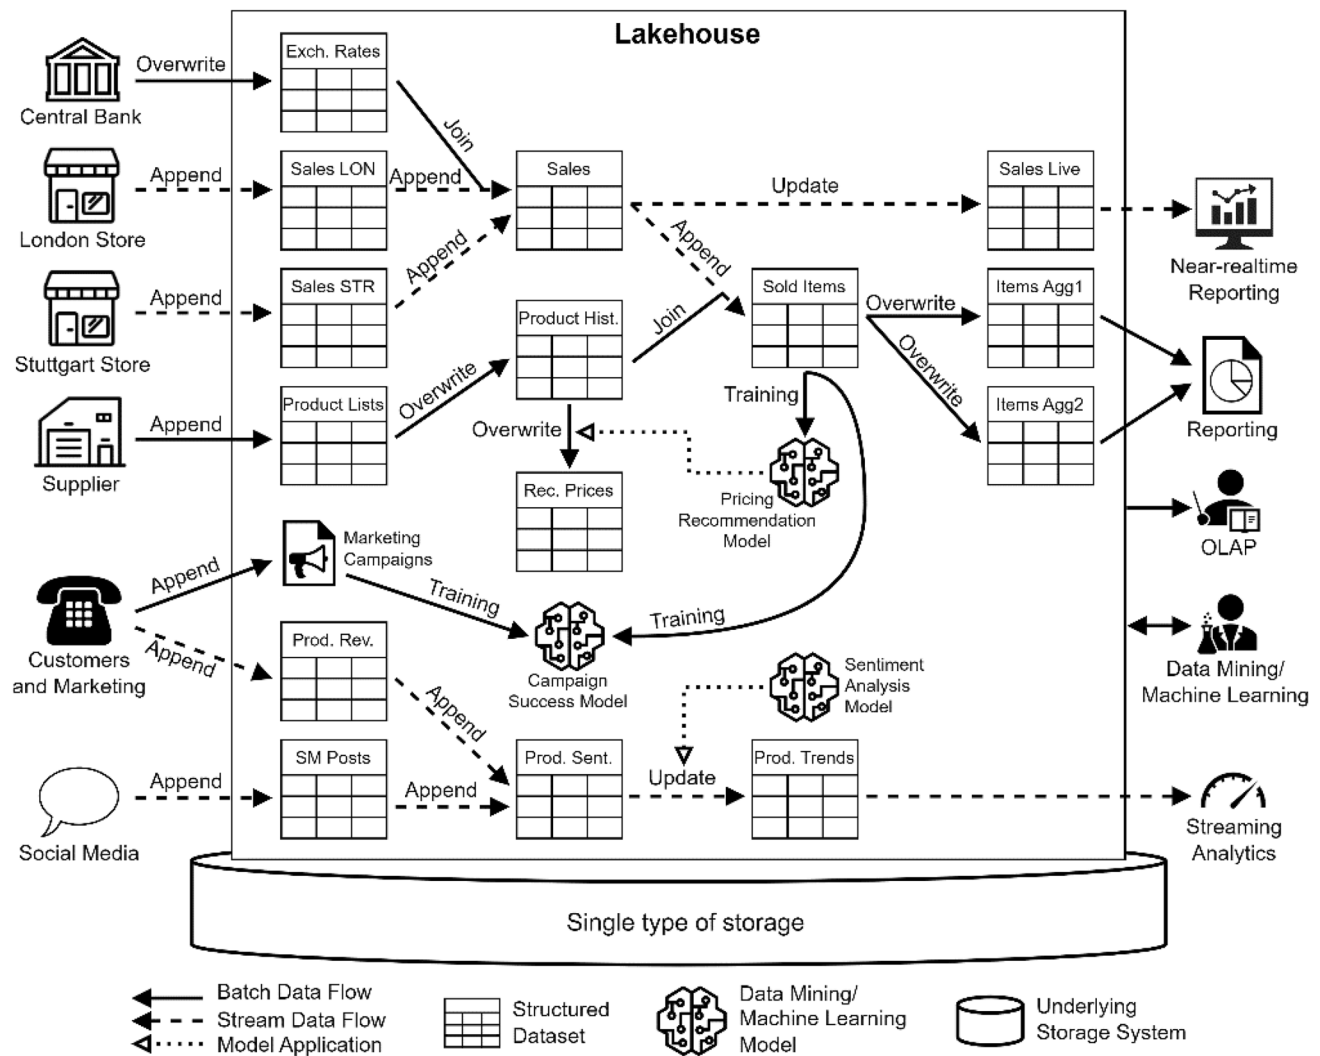 Lakehouse
Central Bank
Overwrite
Exch. Rates
Join
London Store
Append
Sales LON
Append
Sales
Update
Sales Live
Near-realtime
Reporting
Stuttgart Store
Append
Sales STR
Append
Append
Sold Items
Overwrite
Items Agg1
Product Hist.
Join
Overwrite
Items Agg2
Reporting
Supplier
Append
Product Lists
Overwrite
Overwrite
Training
Rec. Prices
Pricing
Recommendation
Model
OLAP
Customers
and Marketing
Append
Marketing
Campaigns
Training
Training
Append
Prod. Rev.
Campaign
Success Model
Sentiment
Analysis
Model
Data Mining/
Machine Learning
Append
Social Media
Append
SM Posts
Append
Prod. Sent.
Update
Prod. Trends
Streaming
Analytics
Single type of storage
Batch Data Flow
Stream Data Flow
Model Application
Structured
Dataset
Data Mining/
Machine Learning
Model
Underlying
Storage System